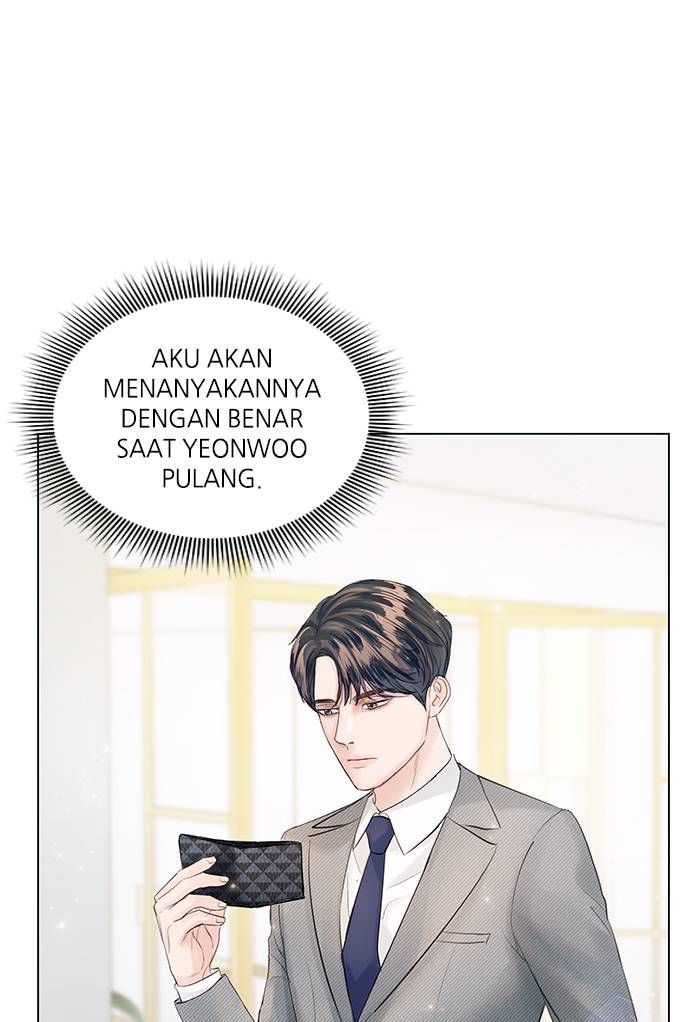 AKU AKAN
MENANYAKANNYA
DENGAN BENAR
SAAT YEONWOO
PULANG.